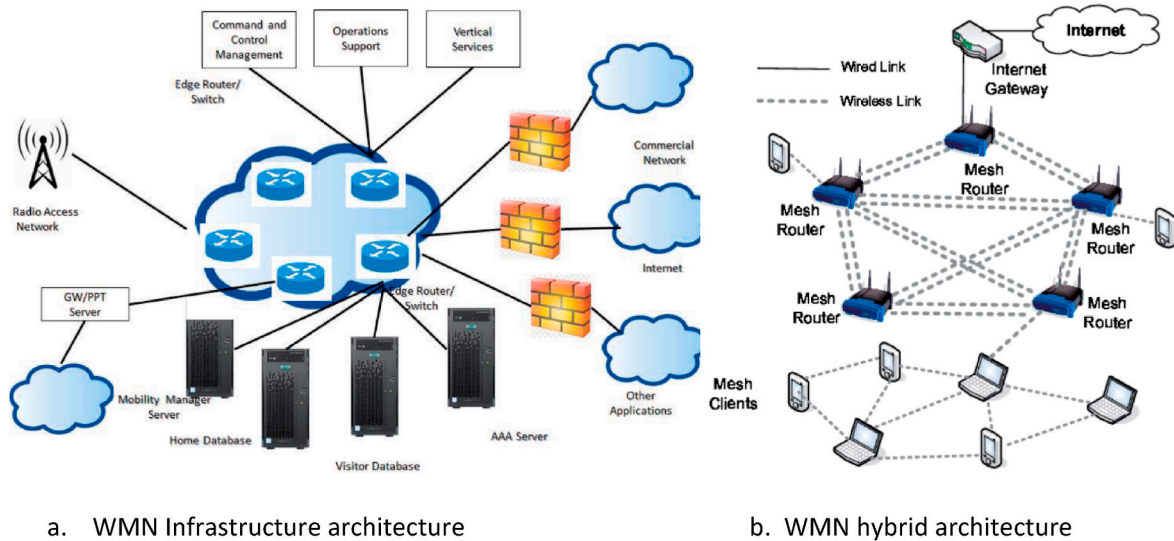 Command and
Control
Management
Operations
Support
Vertical
Services
Edge Router/
Switch
Radio Access
Network
Commercial
Network
Internet
Edge Router/
Switch
GW/PPT
Server
Mobility Manager
Server
Home Database
Visitor Database
AAA Server
Other
Applications
a. WMN Infrastructure architecture
Internet
Wired Link
Wireless Link
Internet
Gateway
Mesh
Router
Mesh
Router
Mesh
Router
Mesh
Router
Mesh
Router
Mesh
Clients
b. WMN hybrid architecture